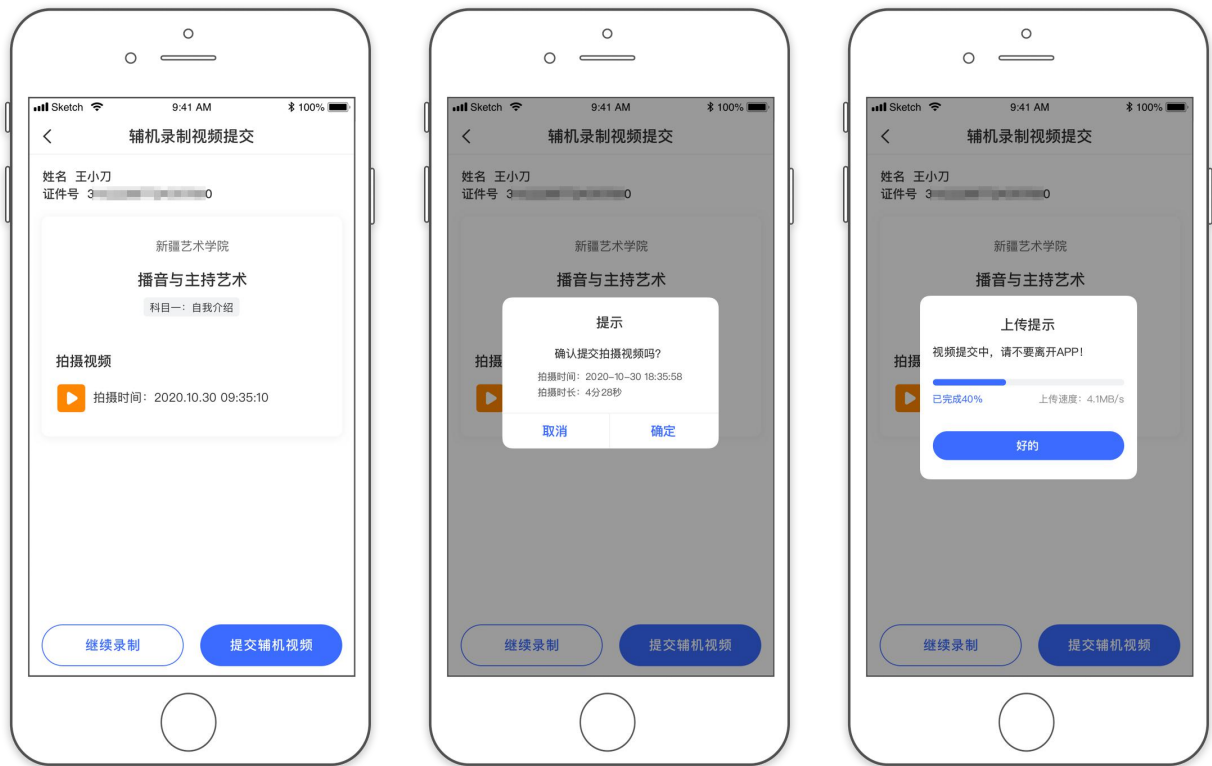 Sketch 9:41 AM 100%
辅机录制视频提交
姓名 王小刀
证件号 3 0
新疆艺术学院
播音与主持艺术
科目一：自我介绍
拍摄视频
拍摄时间：2020.10.30 09:35:10
继续录制 提交辅机视频
Sketch 9:41 AM 100%
辅机录制视频提交
姓名 王小刀
证件号 3 0
新疆艺术学院
播音与主持艺术
拍摄
提示
确认提交拍摄视频吗?
拍摄时间：2020-10-30 18:35:58
拍摄时长：4分28秒
取消 确定
继续录制 提交辅机视频
Sketch 9:41 AM 100%
辅机录制视频提交
姓名 王小刀
证件号 3 0
新疆艺术学院
播音与主持艺术
拍摄
上传提示
视频提交中，请不要离开APP!
已完成40% 上传速度：4.1MB/s
好的
继续录制 提交辅机视频